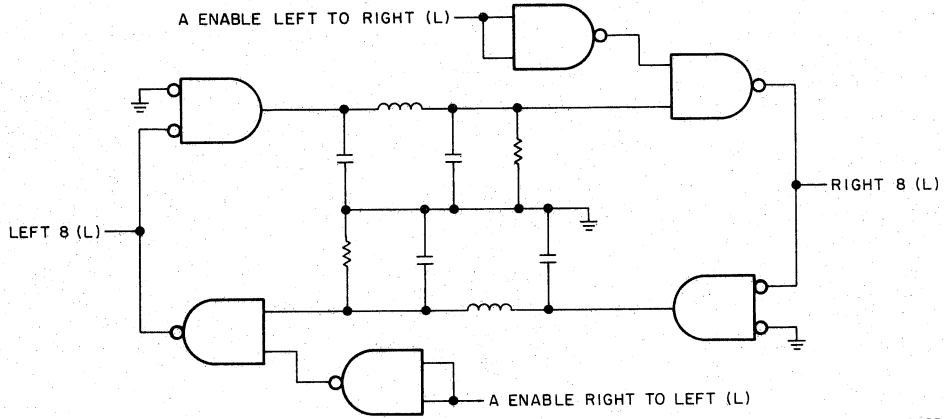 A ENABLE LEFT TO RIGHT (L)
RIGHT 8 (L)
LEFT 8 (L)
A ENABLE RIGHT TO LEFT (L)